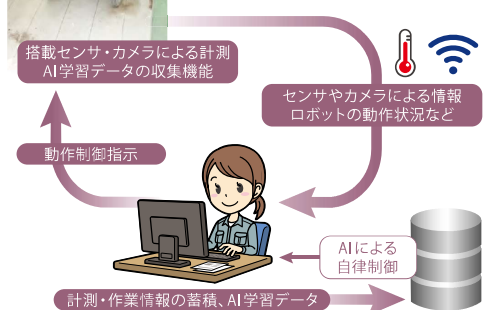 搭載センサ・カメラによる計測
AI学習データの収集機能
センサやカメラによる情報
ロボットの動作状況など
動作制御指示
AIによる
自律制御
計測・作業情報の蓄積、AI学習データ